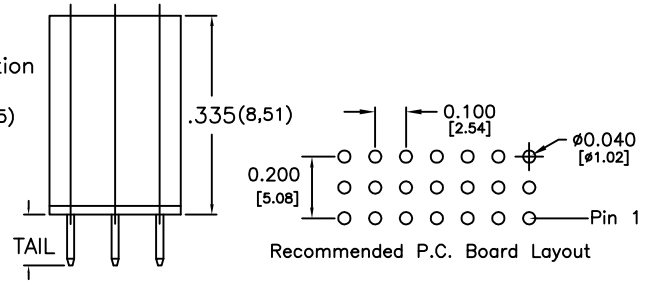 tion
5)
.335(8,51)
TAIL
0.100
[2.54]
ø0.040
[ø1.02]
0.200
[5.08]
Pin 1
Recommended P.C. Board Layout